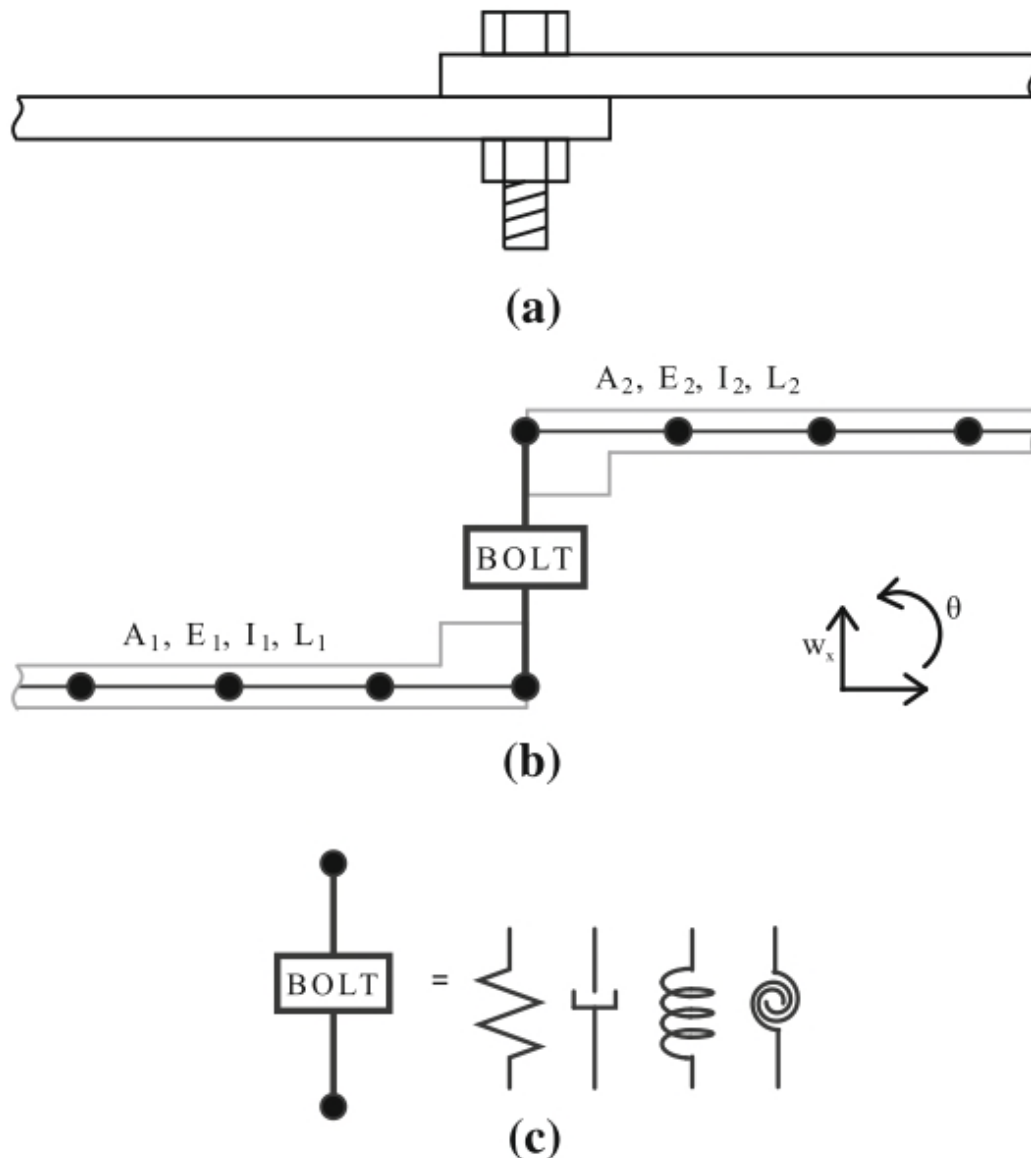 (a)
A₂, E₂, I₂, L₂
BOLT
A₁, E₁, I₁, L₁
θ
wₓ
(b)
BOLT
=
(c)